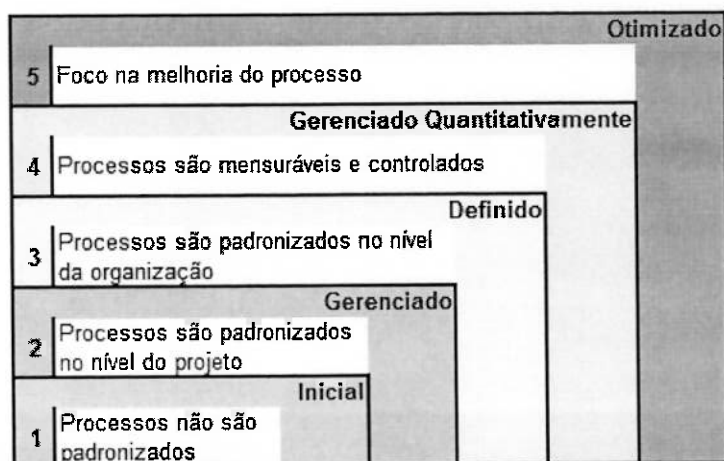 Otimizado
5 Foco na melhoria do processo
Gerenciado Quantitativamente
4 Processos são mensuráveis e controlados
Definido
3 Processos são padronizados no nível
da organização
Gerenciado
2 Processos são padronizados
no nível do projeto
Inicial
1 Processos não são
padronizados